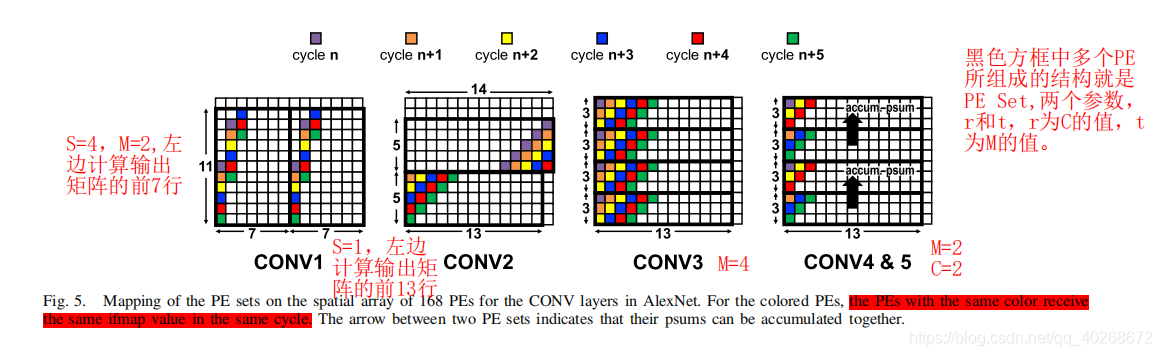 cycle n
cycle n+1
cycle n+2
cycle n+3
cycle n+4
cycle n+5
S=4，M=2,左
边计算输出
矩阵的前7行
11
7
7
CONV1
S=1，左边
计算输出矩
阵的前13行
14
5
5
13
CONV2
3
3
3
3
13
CONV3
M=4
3
3
3
3
accum. psum
accum. psum
13
CONV4 & 5
M=2
C=2
黑色方框中多个PE
所组成的结构就是
PE Set,两个参数，
r和t，r为C的值，t
为M的值。
Fig. 5. Mapping of the PE sets on the spatial array of 168 PEs for the CONV layers in AlexNet. For the colored PEs, the PEs with the same color receive
the same ifmap value in the same cycle. The arrow between two PE sets indicates that their psums can be accumulated together.
https://blog.csdn.net/qq_40268672